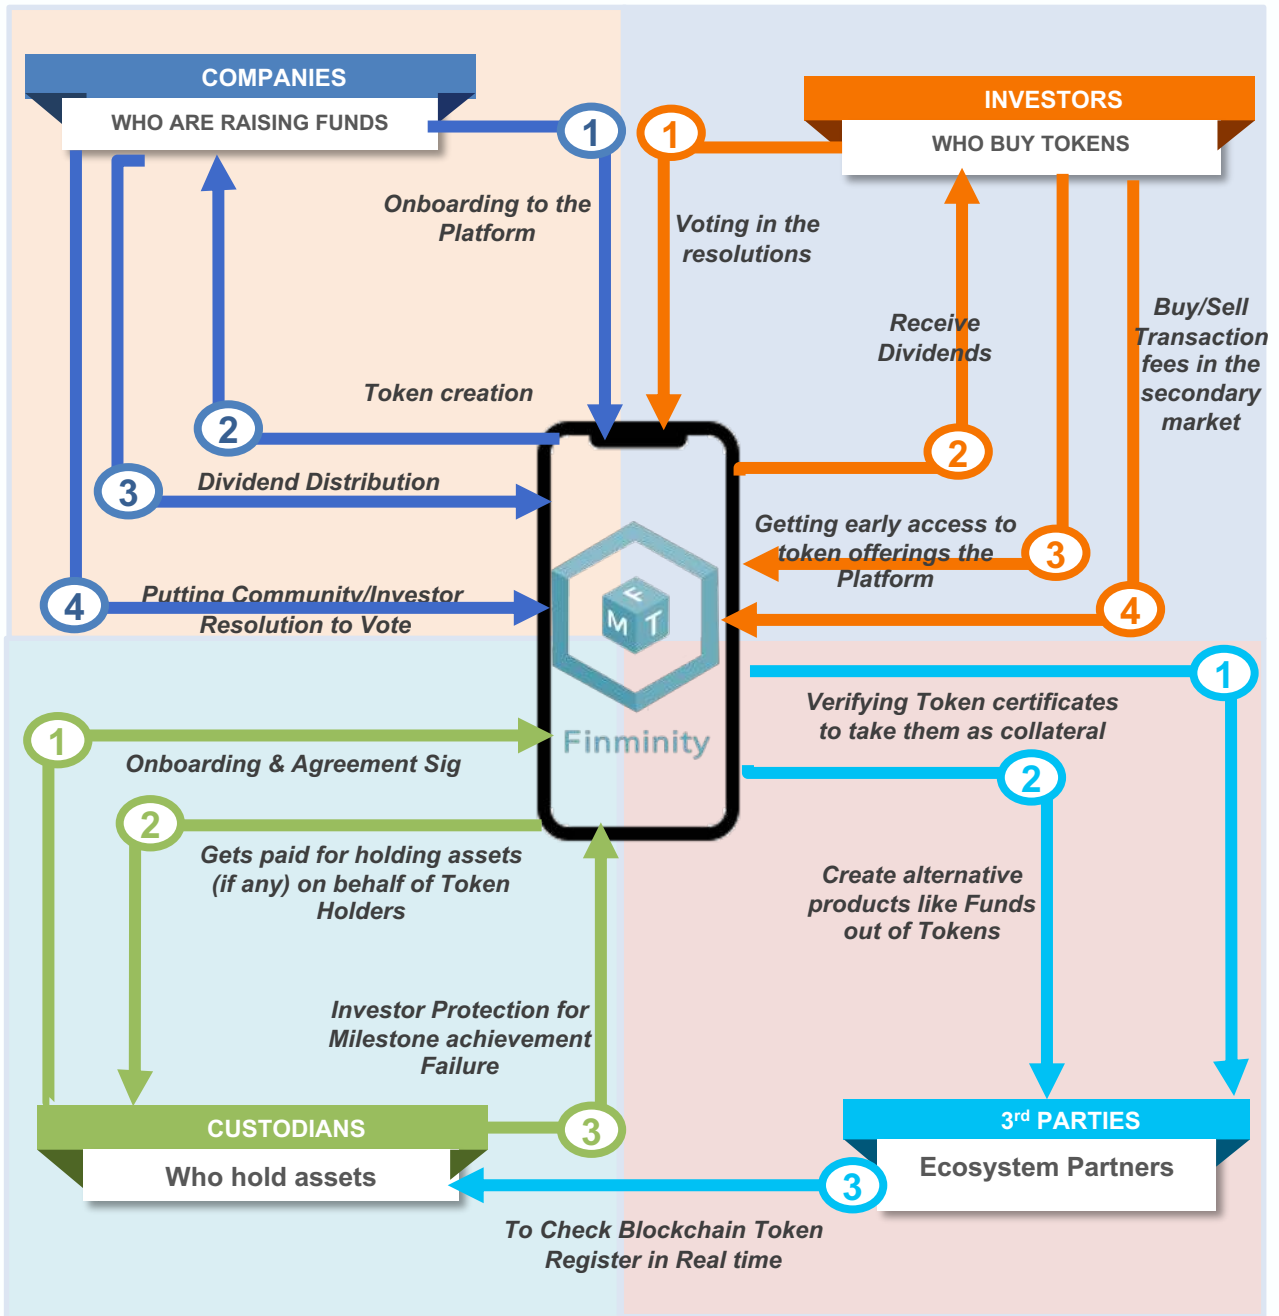 COMPANIES
WHO ARE RAISING FUNDS
1
Onboarding to the
Platform
2
Token creation
3
Dividend Distribution
4
Putting Community/Investor
Resolution to Vote
INVESTORS
WHO BUY TOKENS
1
Voting in the
resolutions
2
Receive
Dividends
3
Getting early access to
token offerings the
Platform
4
Buy/Sell
Transaction
fees in the
secondary
market
F
M T
Finminity
1
Onboarding & Agreement Sig
2
Gets paid for holding assets
(if any) on behalf of Token
Holders
3
Investor Protection for
Milestone achievement
Failure
CUSTODIANS
Who hold assets
1
Verifying Token certificates
to take them as collateral
2
Create alternative
products like Funds
out of Tokens
3rd PARTIES
Ecosystem Partners
3
To Check Blockchain Token
Register in Real time